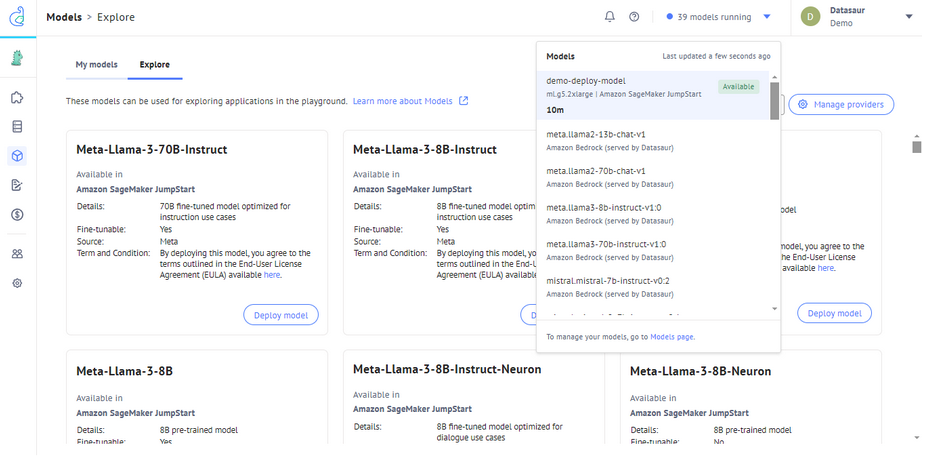 Models > Explore
39 models running
D
Datasaur
Demo
My models
Explore
These models can be used for exploring applications in the playground. Learn more about Models
Manage providers
Models
Last updated a few seconds ago
demo-deploy-model
ml.g5.2xlarge | Amazon SageMaker JumpStart
Available
10m
meta.llama2-13b-chat-v1
Amazon Bedrock (served by Datasaur)
meta.llama2-70b-chat-v1
Amazon Bedrock (served by Datasaur)
meta.llama3-8b-instruct-v1:0
Amazon Bedrock (served by Datasaur)
meta.llama3-70b-instruct-v1:0
Amazon Bedrock (served by Datasaur)
mistral.mistral-7b-instruct-v0:2
Amazon Bedrock (served by Datasaur)
To manage your models, go to Models page.
Meta-Llama-3-70B-Instruct
Available in
Amazon SageMaker JumpStart
Details: 70B fine-tuned model optimized for
instruction use cases
Fine-tunable: Yes
Source: Meta
Term and Condition: By deploying this model, you agree to the
terms outlined in the End-User License
Agreement (EULA) available here.
Deploy model
Meta-Llama-3-8B-Instruct
Available in
Amazon SageMaker JumpStart
Details: 8B fine-tuned model optim
instruction use cases
Fine-tunable: Yes
Source: Meta
Term and Condition: By deploying this model, yo
terms outlined in the End-U
Agreement (EULA) available
D
odel
model, you agree to the
he End-User License
available here.
Deploy model
Meta-Llama-3-8B
Available in
Amazon SageMaker JumpStart
Details: 8B pre-trained model
Fine-tunable: Yes
Meta-Llama-3-8B-Instruct-Neuron
Available in
Amazon SageMaker JumpStart
Details: 8B fine-tuned model optimized for
dialogue use cases
Meta-Llama-3-8B-Neuron
Available in
Amazon SageMaker JumpStart
Details: 8B pre-trained model
Fine-tunable: No